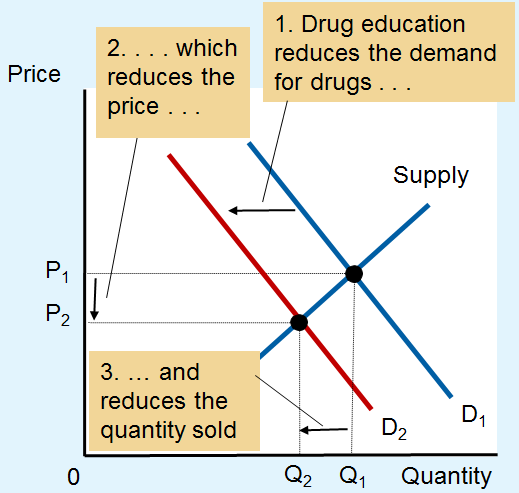 1. Drug education
reduces the demand
for drugs . . .
2. . . . which
reduces the
price . . .
Price
Supply
P1
P2
3. ... and
reduces the
quantity sold
D1
D2
0
Q2
Q1
Quantity